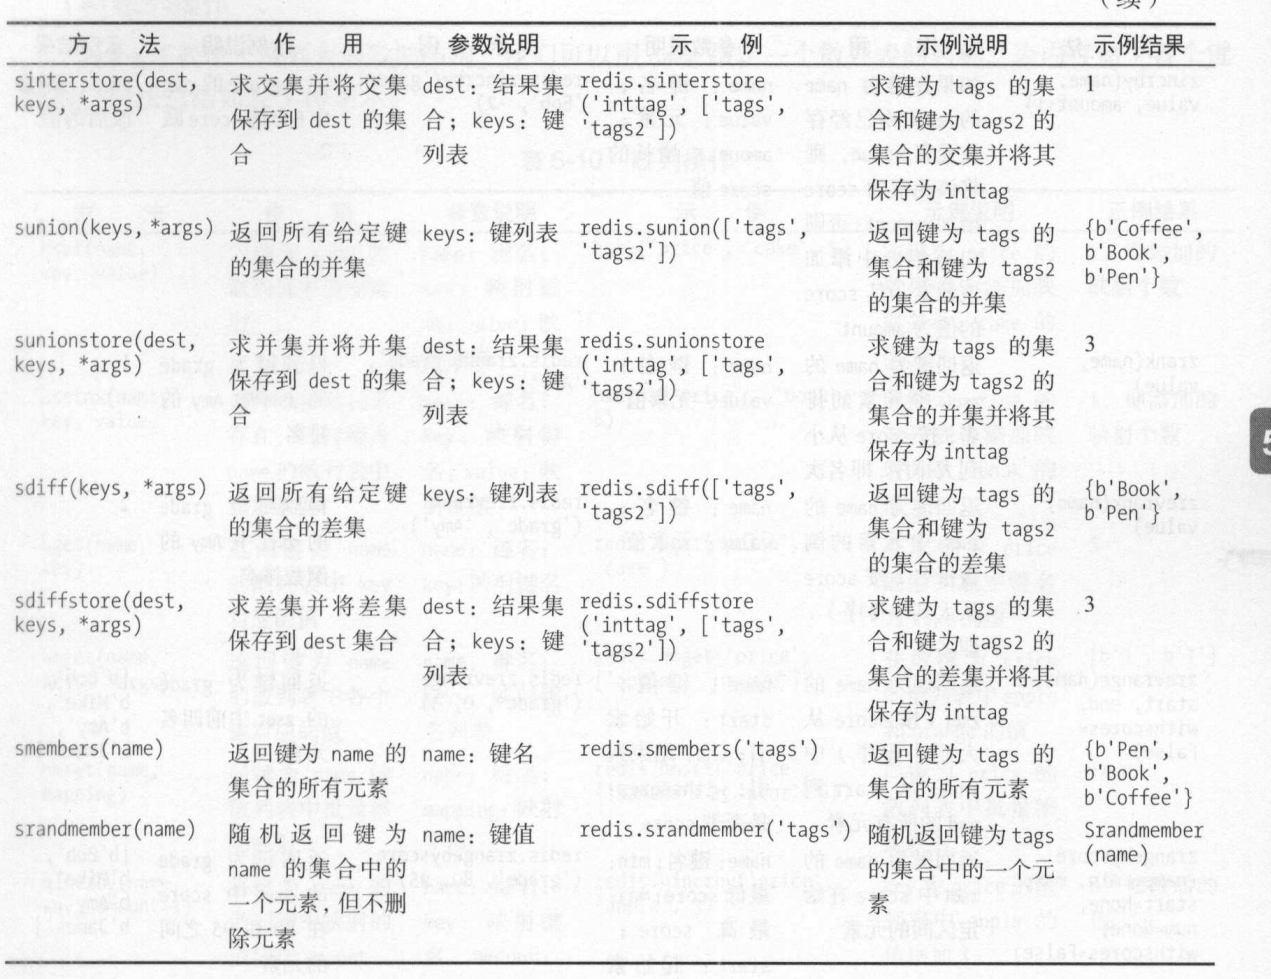 (续)
方 法
作 用
参数说明
示 例
示例说明
示例结果
sinterstore(dest,
keys, *args)
求交集并将交集
保存到 dest 的集
合
dest：结果集
合；keys：键
列表
redis.sinterstore
('inttag', ['tags',
'tags2'])
求键为 tags 的集
合和键为 tags2 的
集合的交集并将其
保存为 inttag
sunion(keys, *args)
返回所有给定键
的集合的并集
keys：键列表
redis.sunion(['tags',
'tags2'])
返回键为 tags 的
集合和键为 tags2
的集合的并集
{b'Coffee',
b'Book',
b'Pen'}
sunionstore(dest,
keys, *args)
求并集并将并集
保存到 dest 的集
合
dest：结果集
合；keys：键
列表
redis.sunionstore
('inttag', ['tags',
'tags2'])
求键为 tags 的集
合和键为 tags2 的
集合的并集并将其
保存为 inttag
3
sdiff(keys, *args)
返回所有给定键
的集合的差集
keys：键列表
redis.sdiff(['tags',
'tags2'])
返回键为 tags 的
集合和键为 tags2
的集合的差集
{b'Book',
b'Pen'}
sdiffstore(dest,
keys, *args)
求差集并将差集
保存到 dest 集合
dest：结果集
合；keys：键
列表
redis.sdiffstore
('inttag', ['tags',
'tags2'])
求键为 tags 的集
合和键为 tags2 的
集合的差集并将其
保存为 inttag
3
smembers(name)
返回键为 name 的
集合的所有元素
name：键名
redis.smembers('tags')
返回键为 tags 的
集合的所有元素
{b'Pen',
b'Book',
b'Coffee'}
srandmember(name)
随机返回键为
name 的集合中的
一个元素，但不删
除元素
name：键值
redis.srandmember('tags')
随机返回键为 tags
的集合中的一个元
素
Srandmember
(name)
5